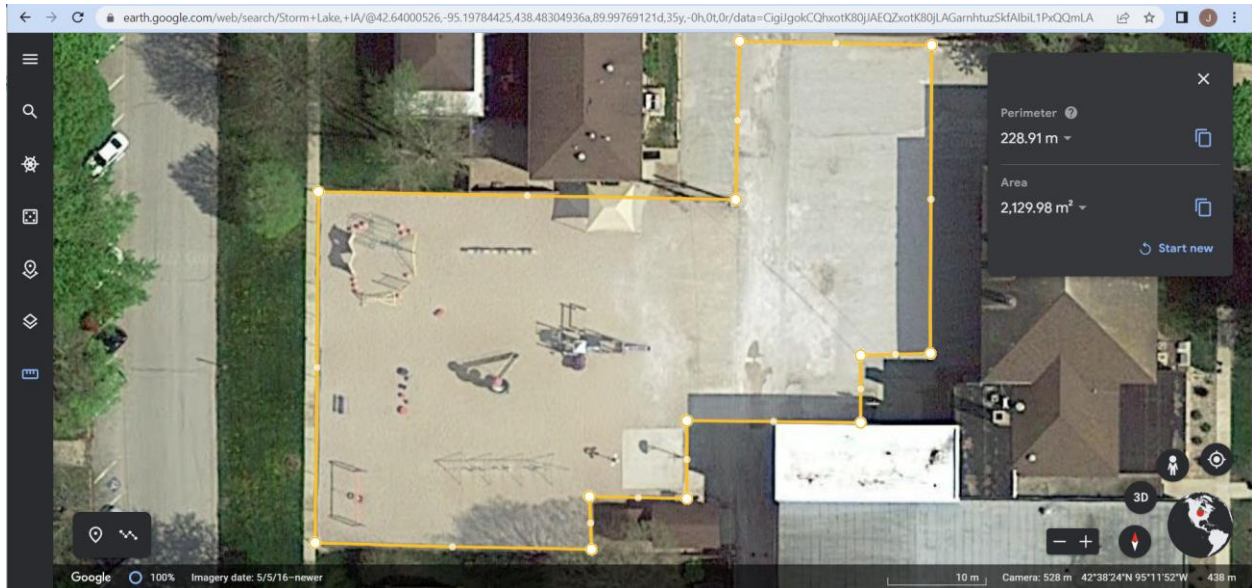 earth.google.com/web/search/Storm+Lake,+IA/@42.64000526,-95.19784425,438.48304936a,89.99769121d,35y,-0h,0t,0r/data=CigiJgokCQhxotK80jJAEQZxotK80jLAGarnhtuzSkfAIbiL1PxQQmLA
J
Perimeter ?
228.91 m
Area
2,129.98 m²
Start new
3D
Google 100% Imagery date: 5/5/16–newer 10 m Camera: 528 m 42°38'24"N 95°11'52"W 438 m